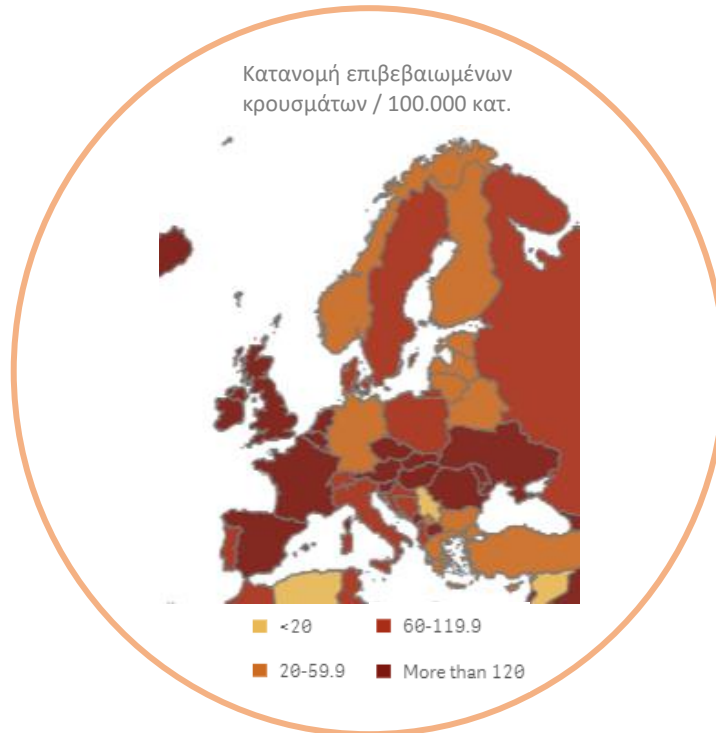 Κατανομή επιβεβαιωμένων
κρουσμάτων / 100.000 κατ.
<20
60-119.9
20-59.9
More than 120